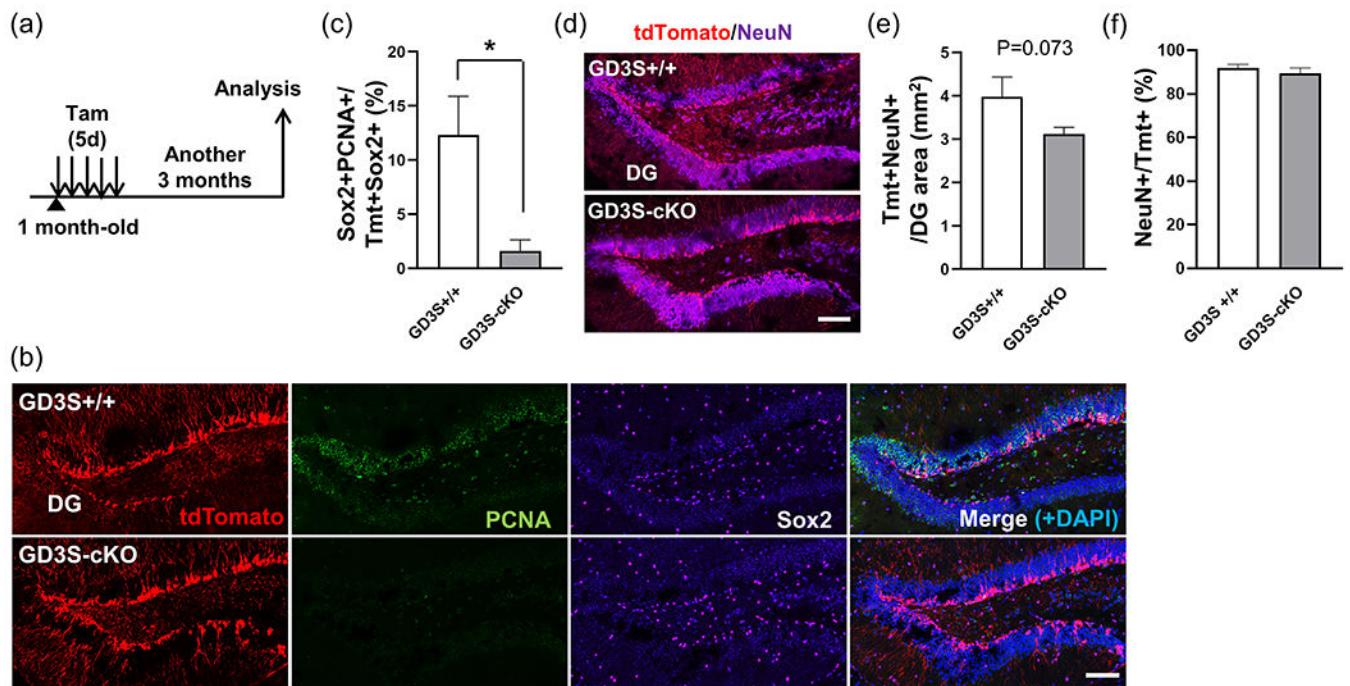 (a)
Tam
(5d)
Analysis
Another
3 months
1 month-old
(c)
Sox2+PCNA+/
Tmt+Sox2+ (%)
20
15
10
5
0
*
GD3S+/+
GD3S-cKO
(d)
tdTomato/NeuN
GD3S+/+
DG
GD3S-cKO
(e)
P=0.073
Tmt+NeuN+
/DG area (mm²)
5
4
3
2
1
0
GD3S+/+
GD3S-cKO
(f)
NeuN+/Tmt+ (%)
100
80
60
40
20
0
GD3S +/+
GD3S-cKO
(b)
GD3S+/+
DG
tdTomato
PCNA
Sox2
Merge (+DAPI)
GD3S-cKO